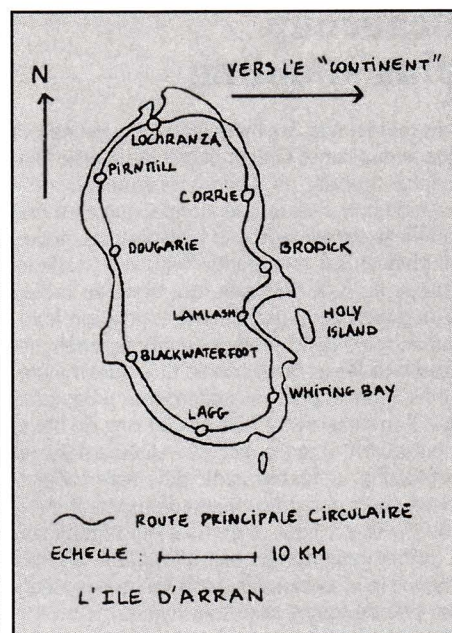 N
VERS L'E "CONTINENT"
LOCHRANZA
PIRNMILL
CORRIE
DOUGARIE
BRODICK
LAMLASH
HOLY
ISLAND
BLACKWATERFOOT
WHITING BAY
LAGG
ROUTE PRINCIPALE CIRCULAIRE
ECHELLE : 10 KM
L'ILE D'ARRAN